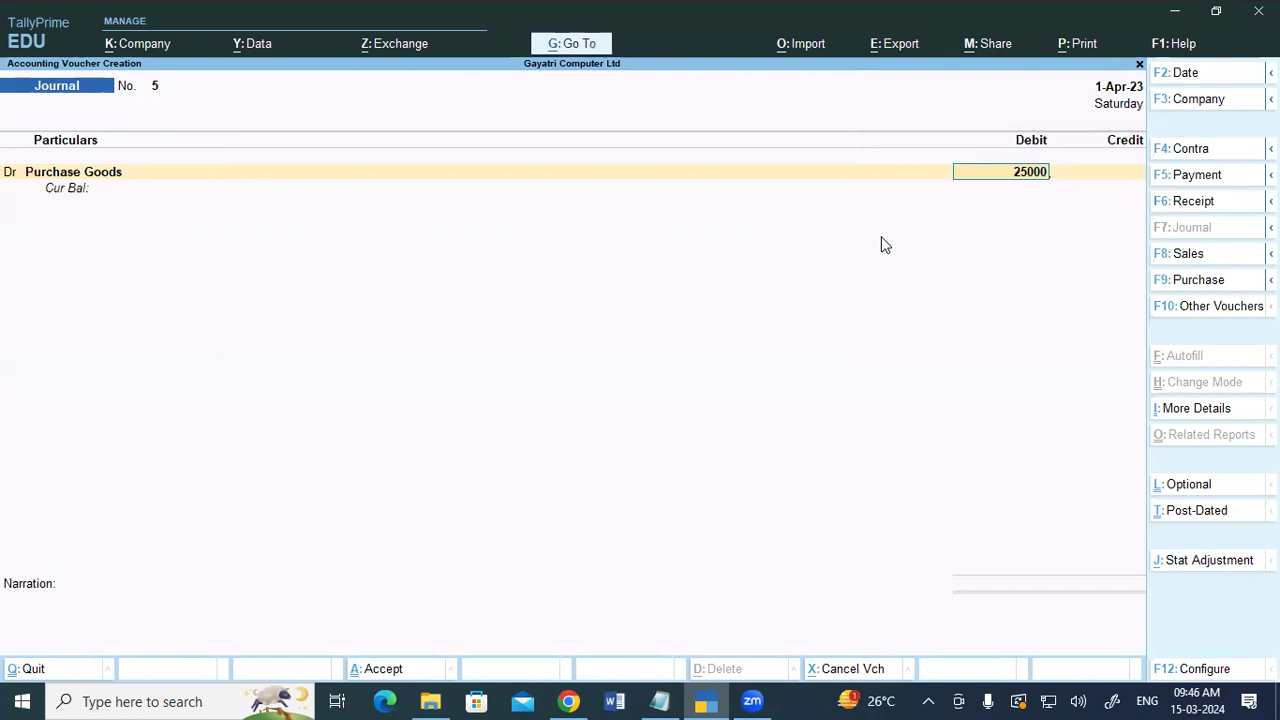 TallyPrime
EDU
MANAGE
K: Company
Y: Data
Z: Exchange
G: Go To
O: Import
E: Export
M: Share
P: Print
F1: Help
Accounting Voucher Creation
Gayatri Computer Ltd
×
Journal
No. 5
1-Apr-23
Saturday
Particulars
Debit
Credit
Dr Purchase Goods
25000
Cur Bal:
Narration:
F2: Date
F3: Company
F4: Contra
F5: Payment
F6: Receipt
F7: Journal
F8: Sales
F9: Purchase
F10: Other Vouchers
F: Autofill
H: Change Mode
I: More Details
O: Related Reports
L: Optional
T: Post-Dated
J: Stat Adjustment
Q: Quit
A: Accept
D: Delete
X: Cancel Vch
F12: Configure
Type here to search
26°C
ENG
09:46 AM
15-03-2024